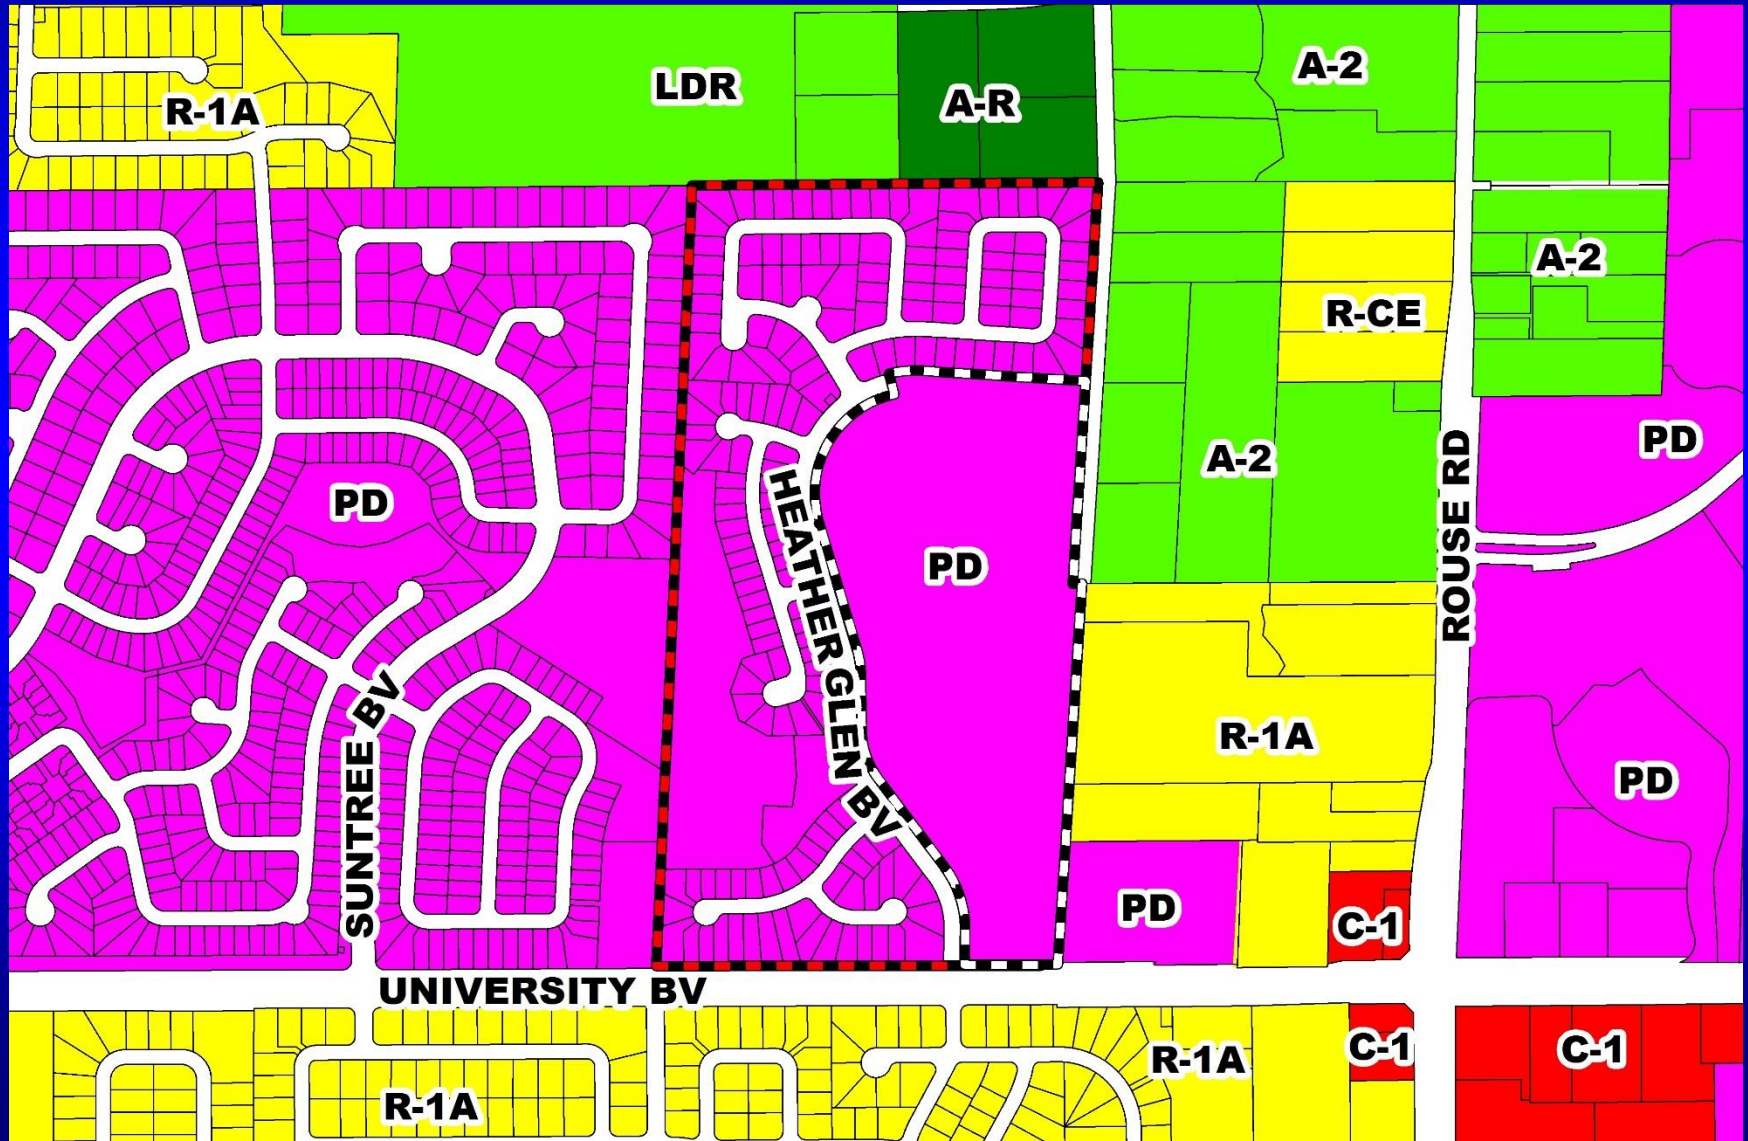 LDR
A-2
A-R
R-1A
A-2
R-CE
PD
A-2
PD
HEATHER GLEN BV
PD
ROUSE RD
SUNTREE BV
R-1A
PD
PD
C-1
UNIVERSITY BV
R-1A
C-1
C-1
R-1A